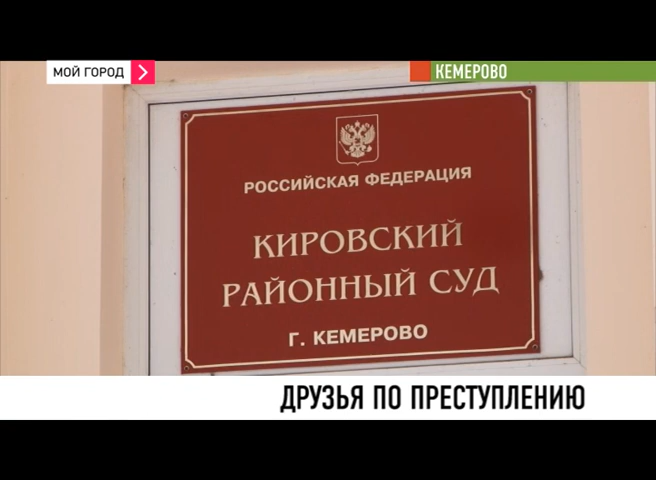 МОЙ ГОРОД
КЕМЕРОВО
РОССИЙСКАЯ ФЕДЕРАЦИЯ
КИРОВСКИЙ
РАЙОННЫЙ СУД
Г. КЕМЕРОВО
ДРУЗЬЯ ПО ПРЕСТУПЛЕНИЮ